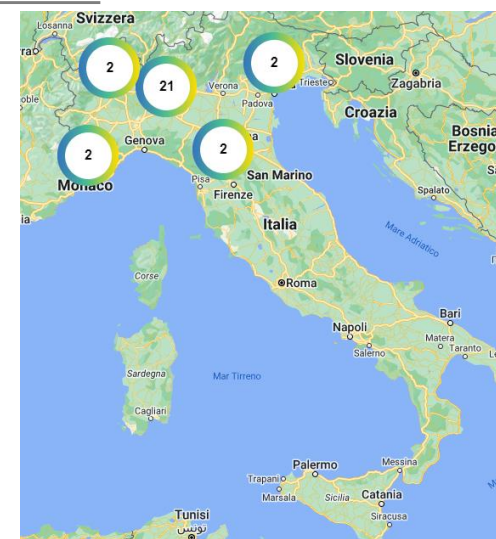 Svizzera
Losanna
2
21
2
Slovenia
Verona
Trieste
Zagabria
Padova
Croazia
2
Genova
2
Bosnia
Erzego
Monaco
Pisa
San Marino
Firenze
Spalato
Italia
Mare Adriatico
Corse
Roma
Bari
Napoli
Matera
Salerno
Taranto
Sardegna
Mar Tirreno
Cagliari
Palermo
Messina
Trapani
Marsala
Sicilia
Catania
Siracusa
Tunisi
تونس